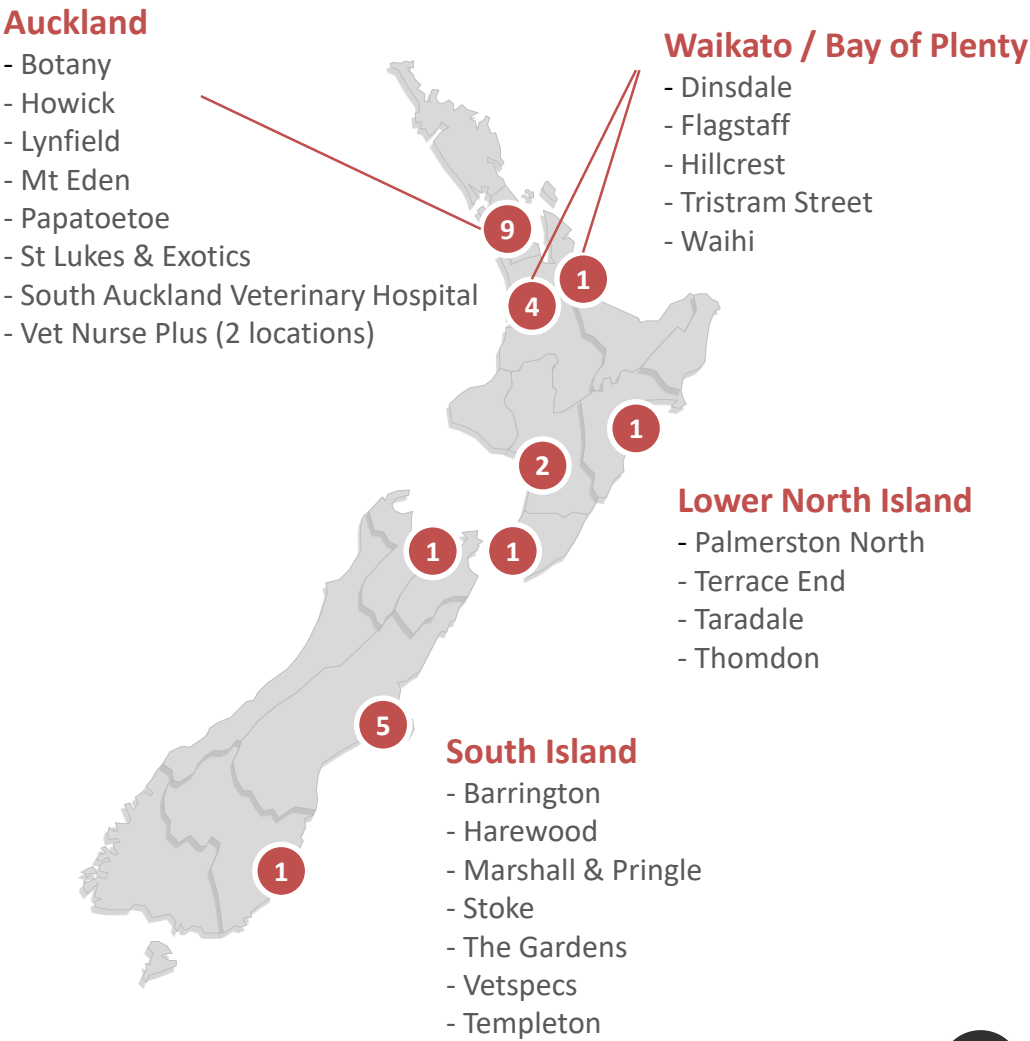 Auckland
- Botany
- Howick
- Lynfield
- Mt Eden
- Papatoetoe
- St Lukes & Exotics
- South Auckland Veterinary Hospital
- Vet Nurse Plus (2 locations)
Waikato / Bay of Plenty
- Dinsdale
- Flagstaff
- Hillcrest
- Tristram Street
- Waihi
9
1
4
1
2
1
1
5
1
Lower North Island
- Palmerston North
- Terrace End
- Taradale
- Thomdon
South Island
- Barrington
- Harewood
- Marshall & Pringle
- Stoke
- The Gardens
- Vetspecs
- Templeton